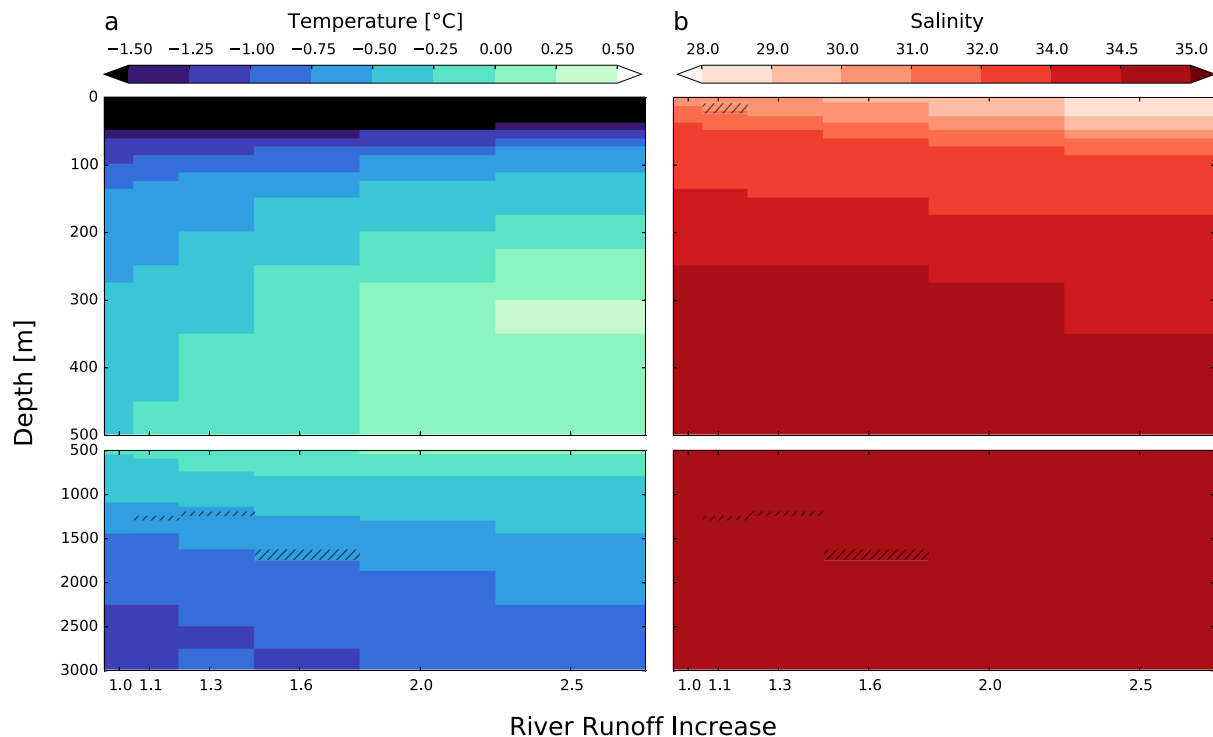 a Temperature [°C]
−1.50 −1.25 −1.00 −0.75 −0.50 0.00 0.25 0.50
b Salinity
28.0 29.0 30.0 31.0 32.0 34.0 34.5 35.0
Depth [m]
0
100
200
300
400
500
500
1000
1500
2000
2500
3000
1.0 1.1 1.3 1.6 2.0 2.5
1.0 1.1 1.3 1.6 2.0 2.5
River Runoff Increase